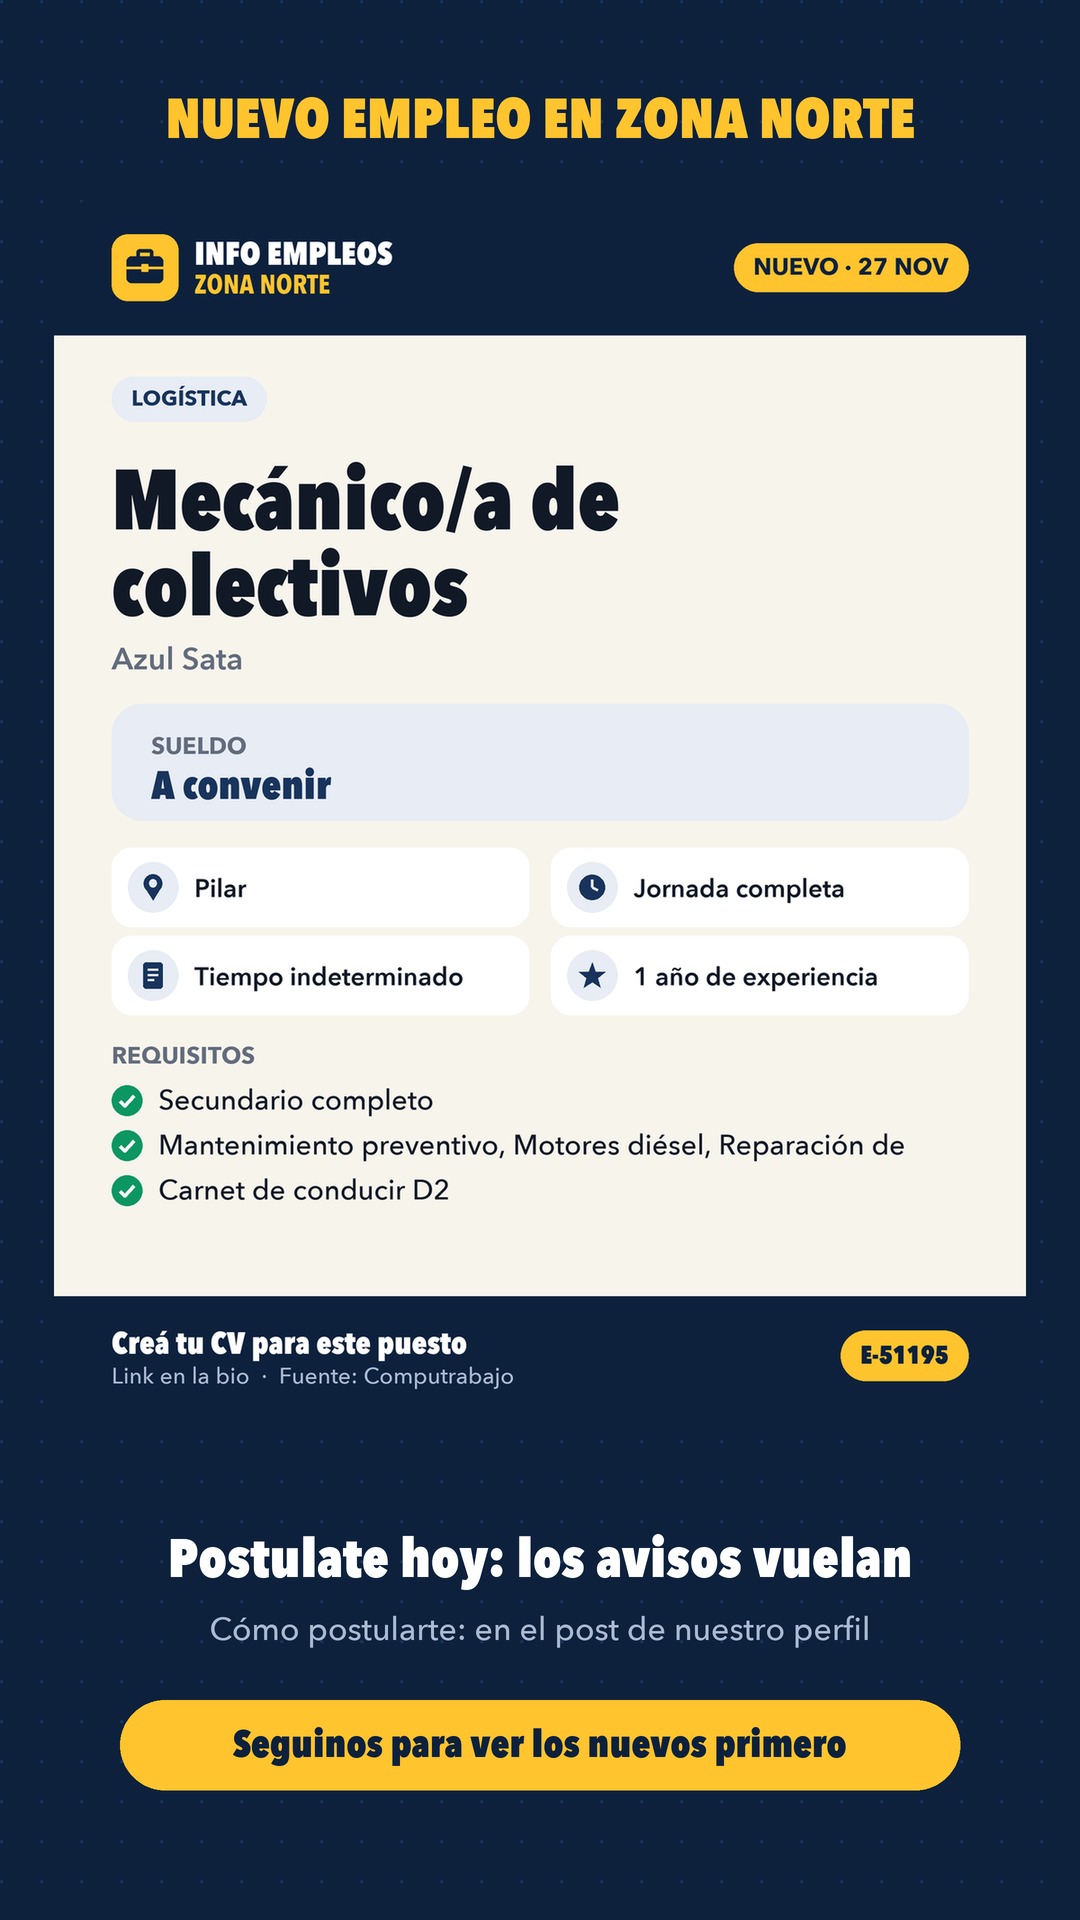 NUEVO EMPLEO EN ZONA NORTE
INFO EMPLEOS
ZONA NORTE
NUEVO · 27 NOV
LOGÍSTICA
Mecánico/a de
colectivos
Azul Sata
SUELDO
A convenir
Pilar
Jornada completa
Tiempo indeterminado
1 año de experiencia
REQUISITOS
Secundario completo
Mantenimiento preventivo, Motores diésel, Reparación de
Carnet de conducir D2
Creá tu CV para este puesto
Link en la bio · Fuente: Computrabajo
E-51195
Postulate hoy: los avisos vuelan
Cómo postularte: en el post de nuestro perfil
Seguinos para ver los nuevos primero